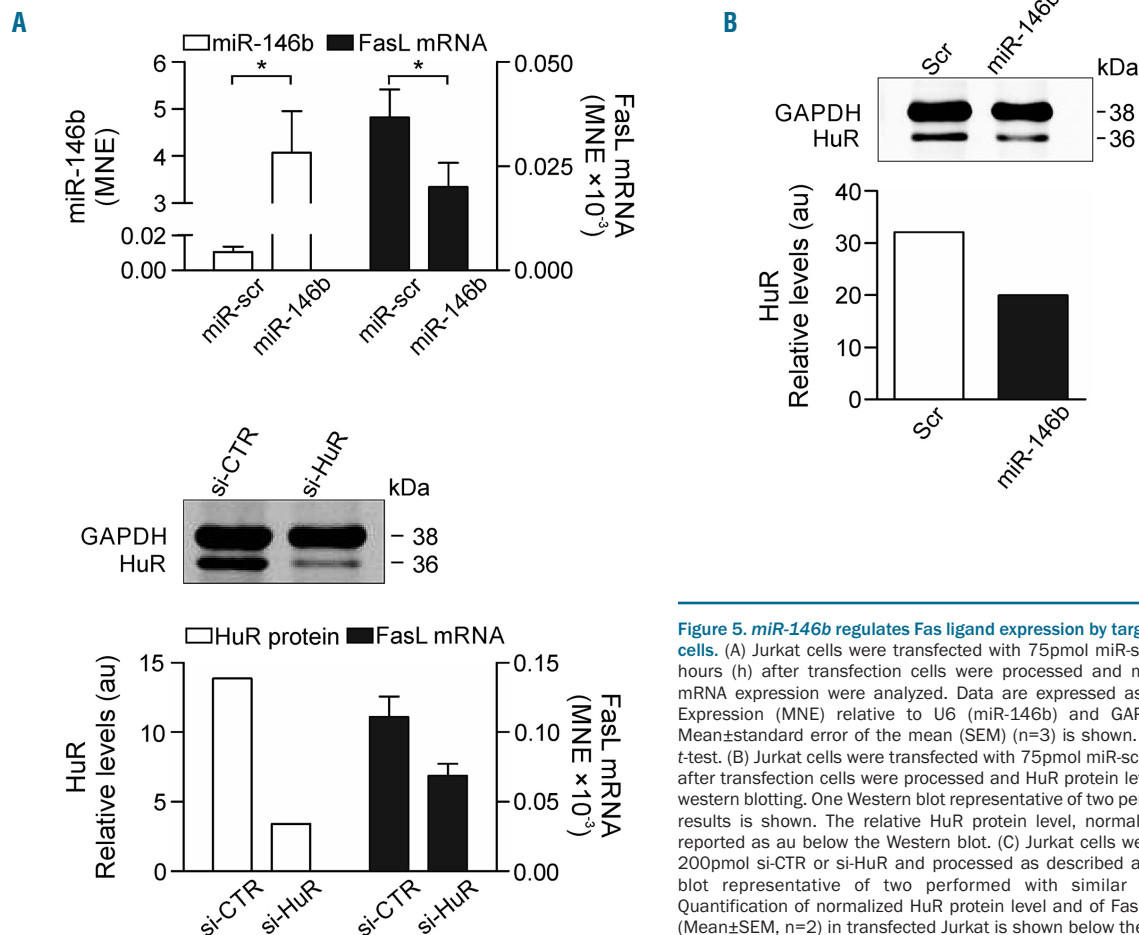 A
miR-146b FasL mRNA
* *
6
5
4
3
0.02
0.00
miR-146b
(MNE)
0.050
0.025
0.000
FasL mRNA
(MNE ×10⁻³)
miR-scr miR-146b miR-scr miR-146b
B
Scr miR-146b
kDa
GAPDH -38
HuR -36
40
30
20
10
0
HuR
Relative levels (au)
Scr miR-146b
si-CTR si-HuR
kDa
GAPDH – 38
HuR – 36
HuR protein FasL mRNA
15
10
5
0
HuR
Relative levels (au)
0.15
0.10
0.05
0.00
FasL mRNA
(MNE ×10⁻³)
si-CTR si-HuR si-CTR si-HuR
Figure 5. miR-146b regulates Fas ligand expression by targ
cells. (A) Jurkat cells were transfected with 75pmol miR-s
hours (h) after transfection cells were processed and m
mRNA expression were analyzed. Data are expressed as
Expression (MNE) relative to U6 (miR-146b) and GAF
Mean±standard error of the mean (SEM) (n=3) is shown.
t-test. (B) Jurkat cells were transfected with 75pmol miR-sc
after transfection cells were processed and HuR protein lev
western blotting. One Western blot representative of two per
results is shown. The relative HuR protein level, normal
reported as au below the Western blot. (C) Jurkat cells we
200pmol si-CTR or si-HuR and processed as described a
blot representative of two performed with similar
Quantification of normalized HuR protein level and of Fas
(Mean±SEM, n=2) in transfected Jurkat is shown below the